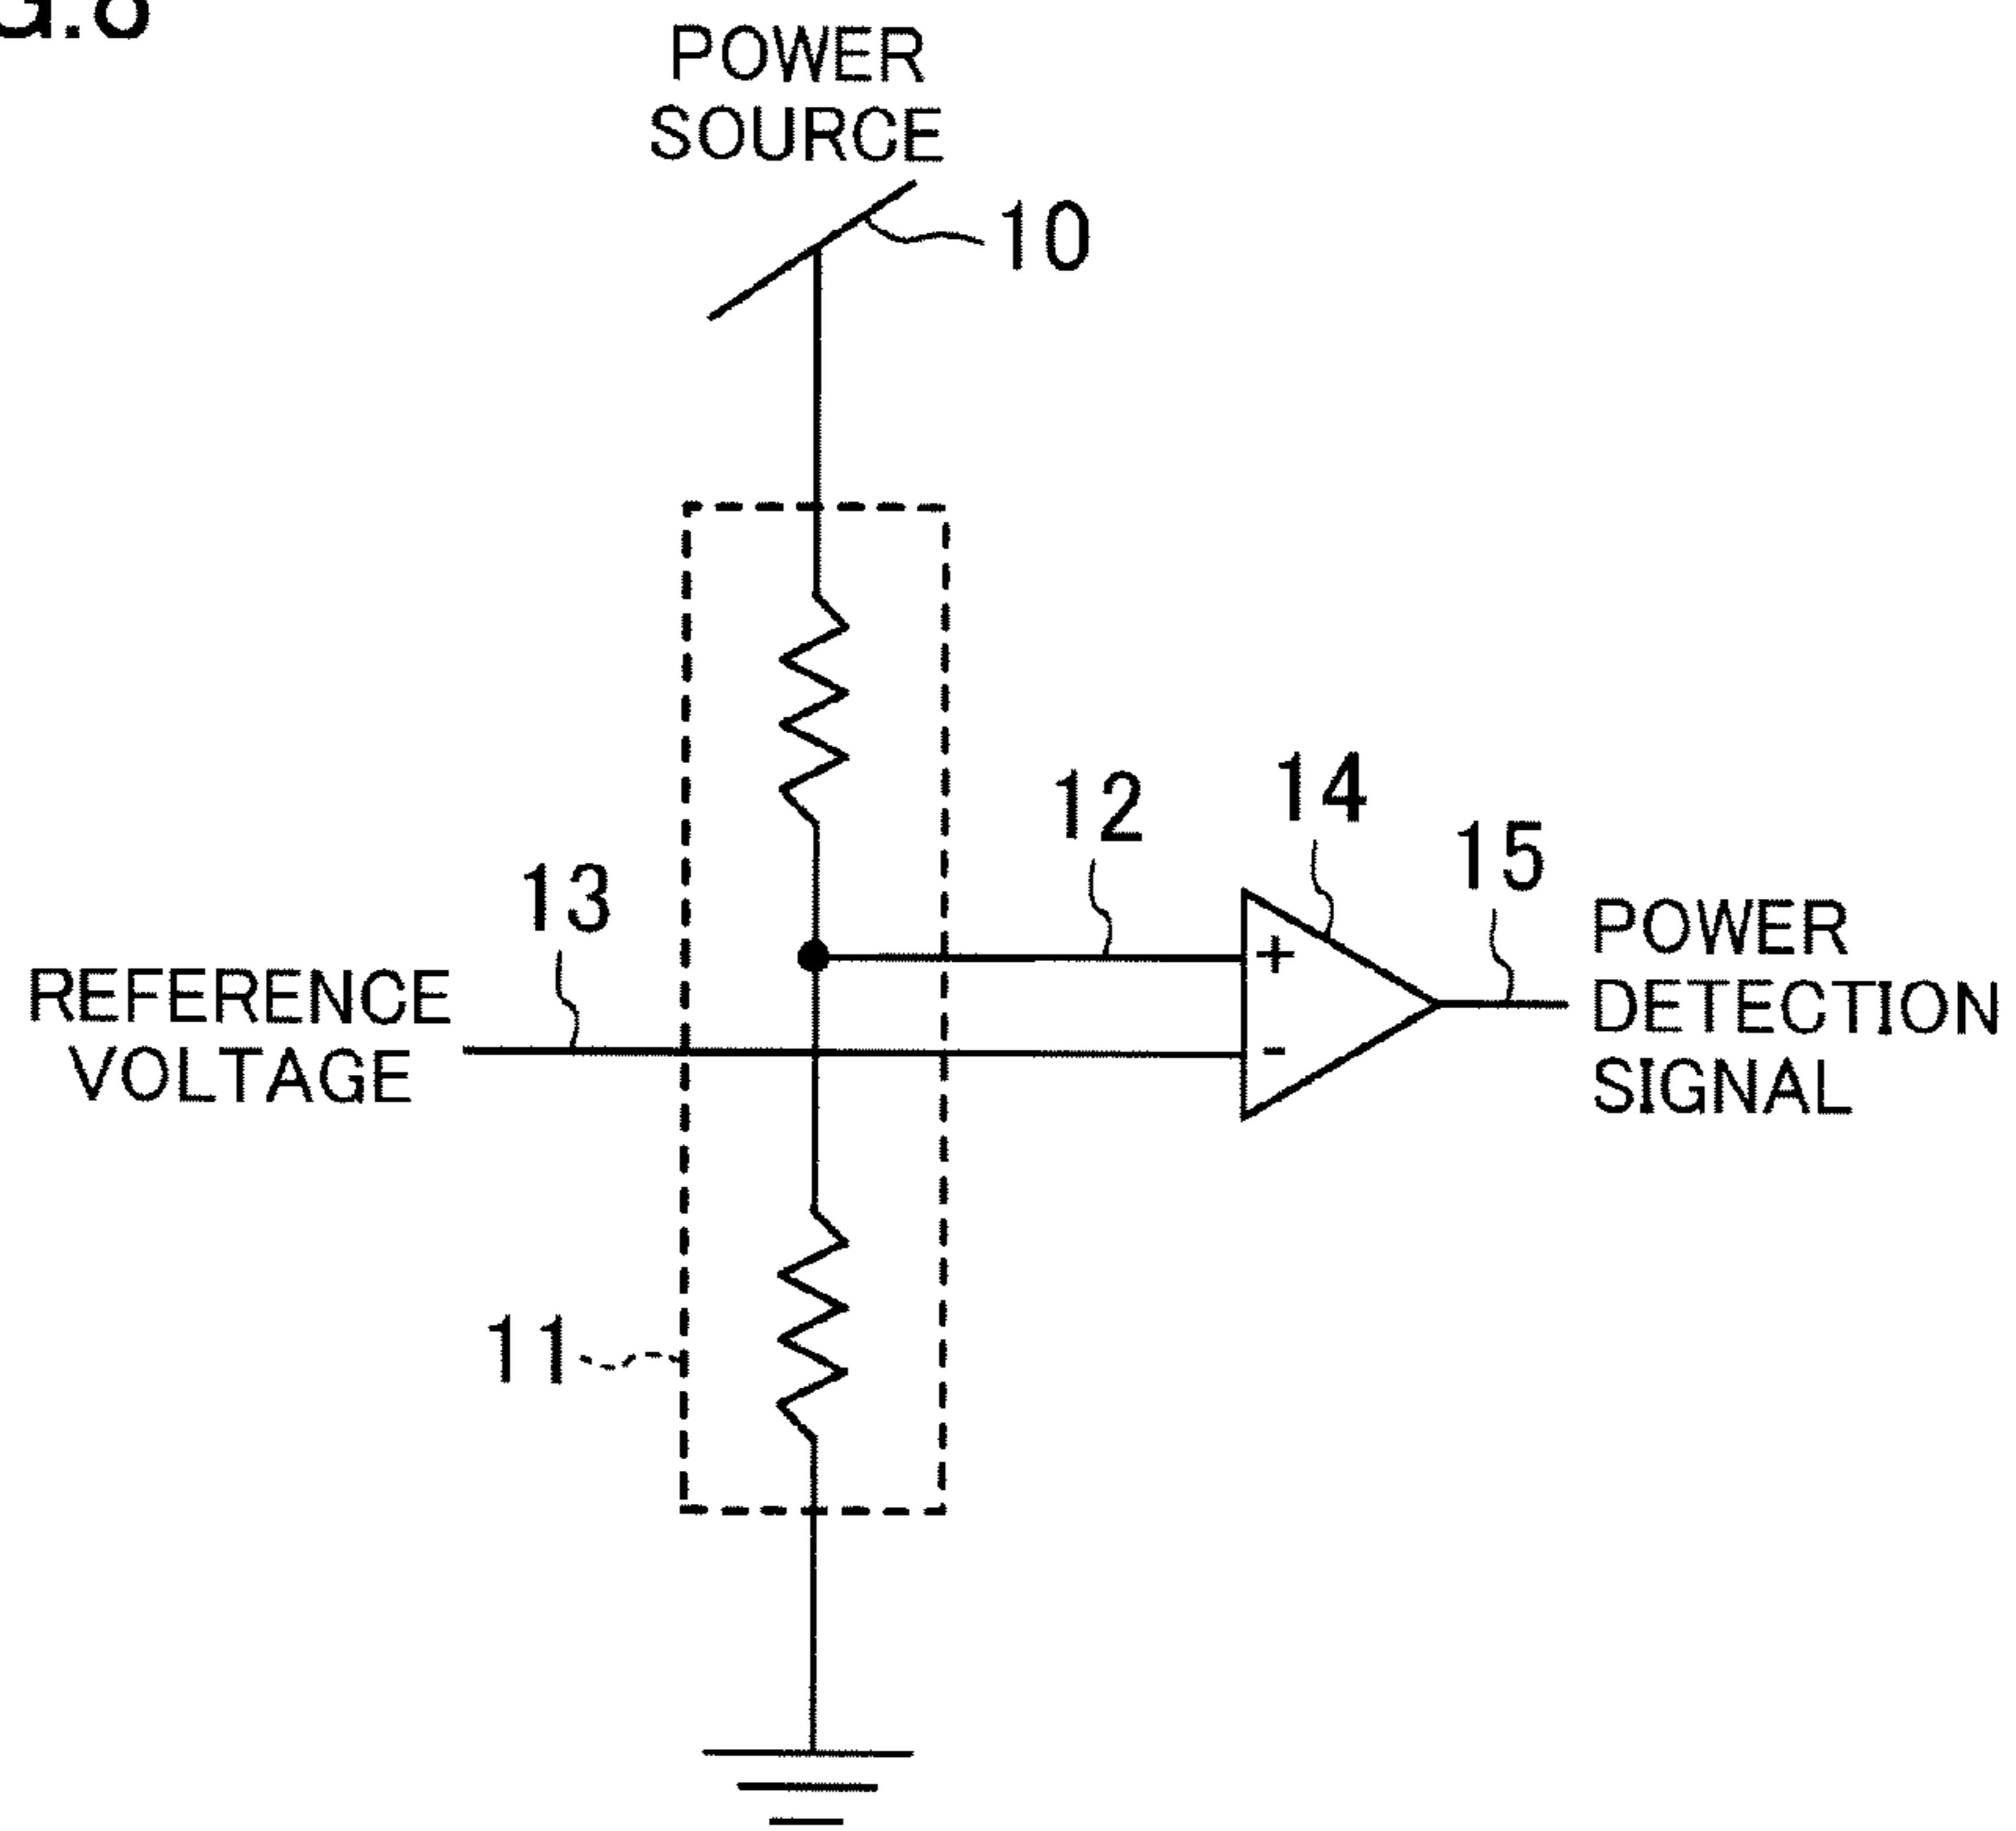 POWER
SOURCE
10
12
14
15
13
POWER
DETECTION
SIGNAL
REFERENCE
VOLTAGE
+
-
11